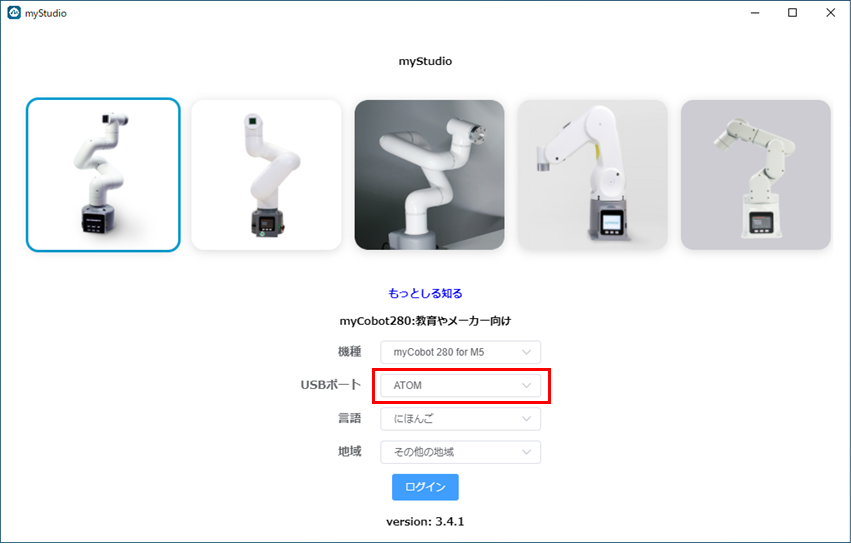 myStudio
myStudio
もっとしる知る
myCobot280:教育やメーカー向け
機種 myCobot 280 for M5
USBポート ATOM
言語 にほんご
地域 その他の地域
ログイン
version: 3.4.1